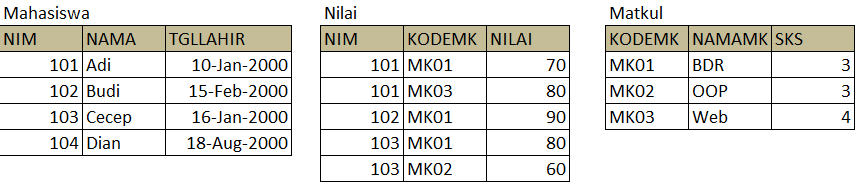 Mahasiswa
NIM NAMA TGLLAHIR
101 Adi 10-Jan-2000
102 Budi 15-Feb-2000
103 Cecep 16-Jan-2000
104 Dian 18-Aug-2000
Nilai
NIM KODEMK NILAI
101 MK01 70
101 MK03 80
102 MK01 90
103 MK01 80
103 MK02 60
Matkul
KODEMK NAMAMK SKS
MK01 BDR 3
MK02 OOP 3
MK03 Web 4